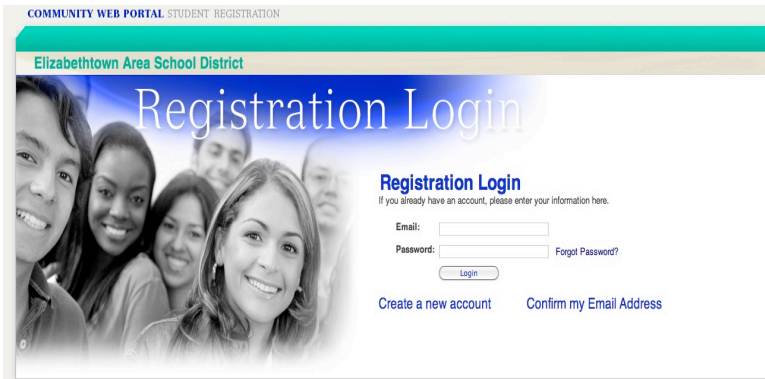 COMMUNITY WEB PORTAL STUDENT REGISTRATION
Elizabethtown Area School District
Registration Login
Registration Login
If you already have an account, please enter your information here.
Email:
Password: Forgot Password?
Login
Create a new account Confirm my Email Address